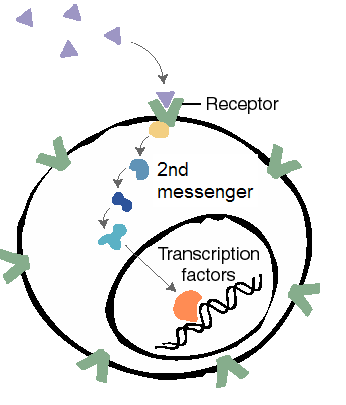 Receptor
2nd
messenger
Transcription
factors